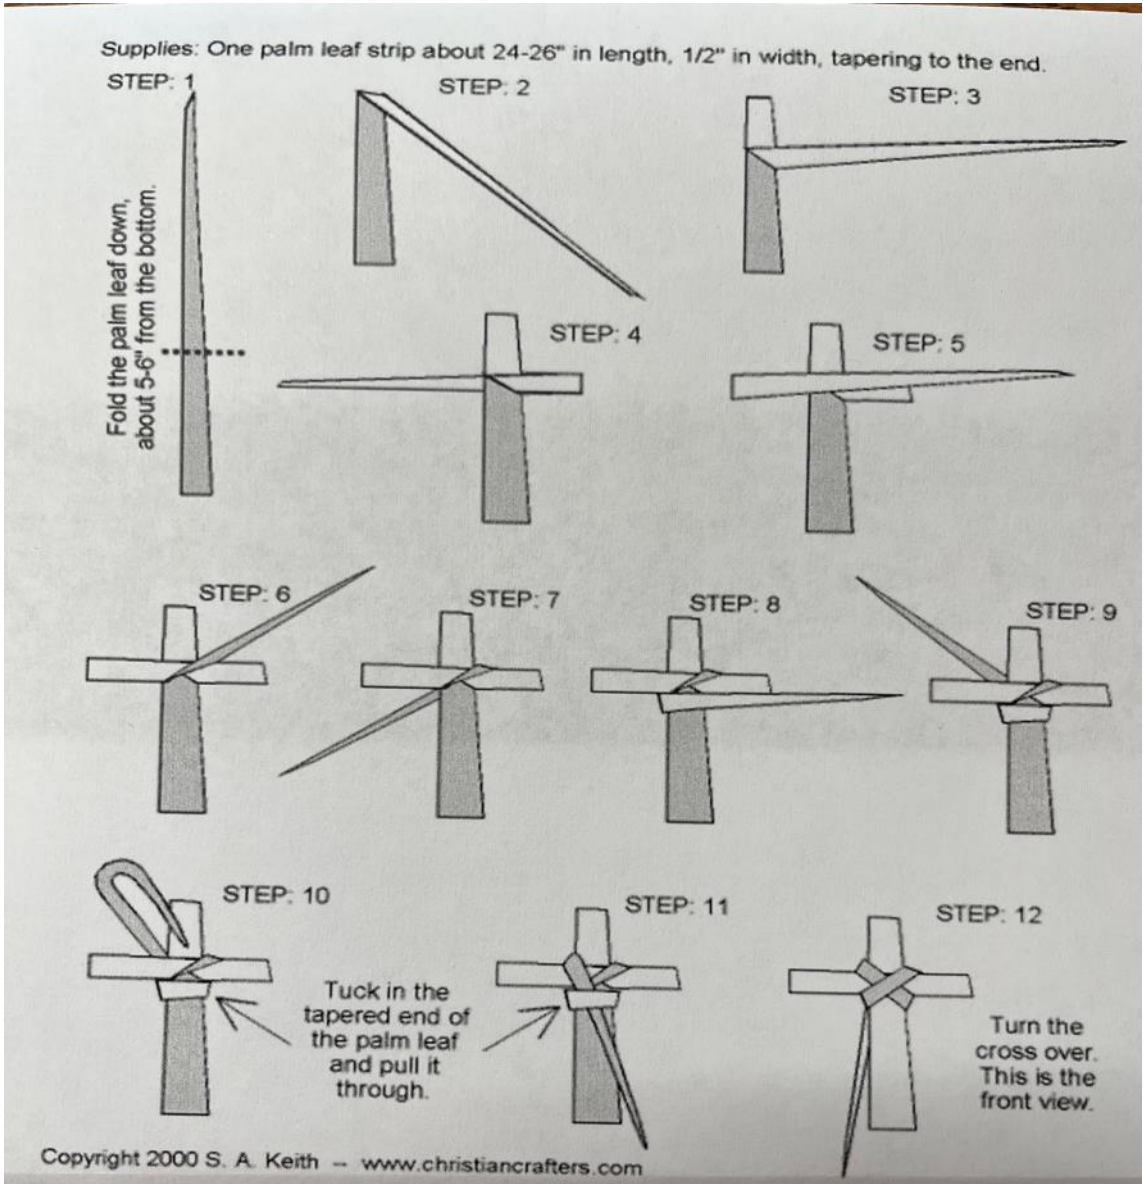 Supplies: One palm leaf strip about 24-26" in length, 1/2" in width, tapering to the end.
STEP: 1
STEP: 2
STEP: 3
Fold the palm leaf down,
about 5-6" from the bottom.
STEP: 4
STEP: 5
STEP: 6
STEP: 7
STEP: 8
STEP: 9
STEP: 10
STEP: 11
STEP: 12
Tuck in the
tapered end of
the palm leaf
and pull it
through.
Turn the
cross over.
This is the
front view.
Copyright 2000 S. A. Keith -- www.christiancrafters.com